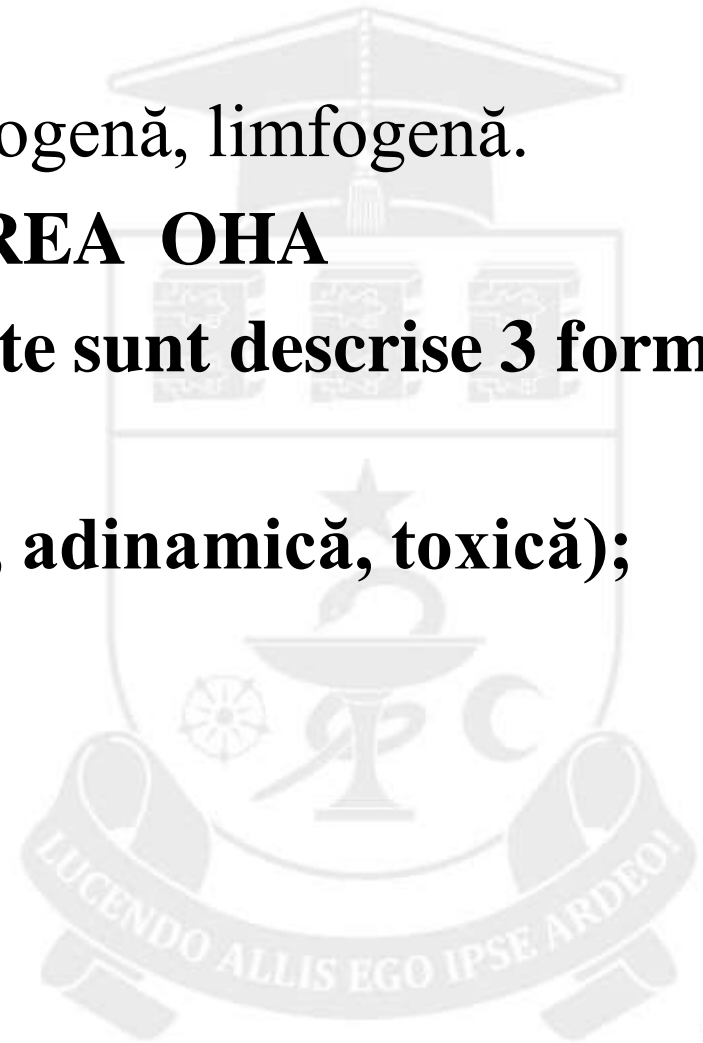 ogenă, limfogenă.
REA OHA
te sunt descrise 3 form
, adinamică, toxică);
LUCENDO ALLIS EGO IPSE ARDEO!